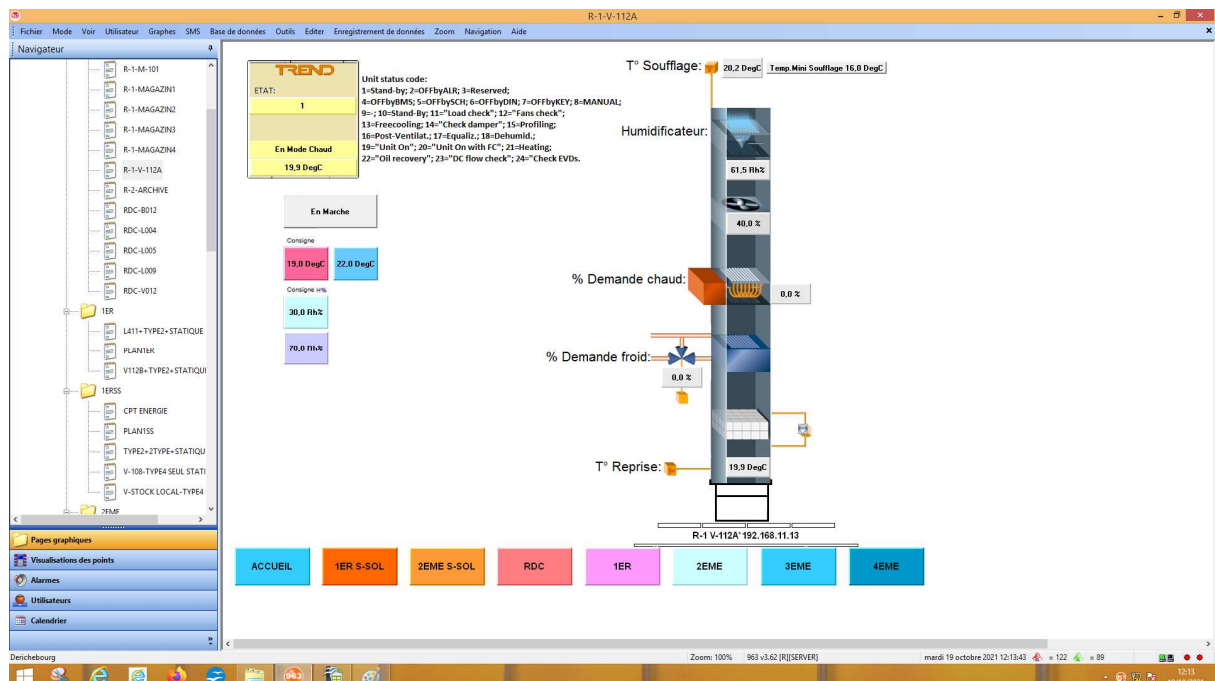 R-1-V-112A
Fichier Mode Voir Utilisateur Graphes SMS Base de données Outils Editer Enregistrement de données Zoom Navigation Aide
Navigateur
R-1-M-101
R-1-MAGAZIN1
R-1-MAGAZIN2
R-1-MAGAZIN3
R-1-MAGAZIN4
R-1-V-112A
R-2-ARCHIVE
RDC-B012
RDC-L004
RDC-L005
RDC-L009
RDC-V012
1ER
L411+TYPE2+STATIQUE
PLAN1ER
V112B+TYPE2+STATIQUI
1ERSS
CPT ENERGIE
PLAN1SS
TYPE2+2TYPE+STATIQU
V-108-TYPE4 SEUL STATI
V-STOCK LOCAL-TYPE4
2EME
Pages graphiques
Visualisations des points
Alarmes
Utilisateurs
Calendrier
TREND
ETAT:
1
En Mode Chaud
19,9 DegC
Unit status code:
1=Stand-by; 2=OFFbyALR; 3=Reserved;
4=OFFbyBMS; 5=OFFbySCH; 6=OFFbyDIN; 7=OFFbyKEY; 8=MANUAL;
9=-; 10=Stand-By; 11="Load check"; 12="Fans check";
13=Freecooling; 14="Check damper"; 15=Profiling;
16=Post-Ventilat.; 17=Equaliz.; 18=Dehumid.;
19="Unit On"; 20="Unit On with FC"; 21=Heating;
22="Oil recovery"; 23="DC flow check"; 24="Check EVDs.
En Marche
Consigne
19,0 DegC 22,0 DegC
Consigne H%
30,0 Rh%
70,0 Rh%
T° Soufflage: 20,2 DegC Temp.Mini Soufflage 16,0 DegC
Humidificateur:
61,5 Rh%
40,0 %
% Demande chaud: 0,0 %
% Demande froid:
0,0 %
T° Reprise: 19,9 DegC
R-1 V-112A*192.168.11.13
ACCUEIL 1ER S-SOL 2EME S-SOL RDC 1ER 2EME 3EME 4EME
Derichebourg Zoom: 100% 963 v3.62 [R][SERVER] mardi 19 octobre 2021 12:13:43 = 122 = 89
963
12:13